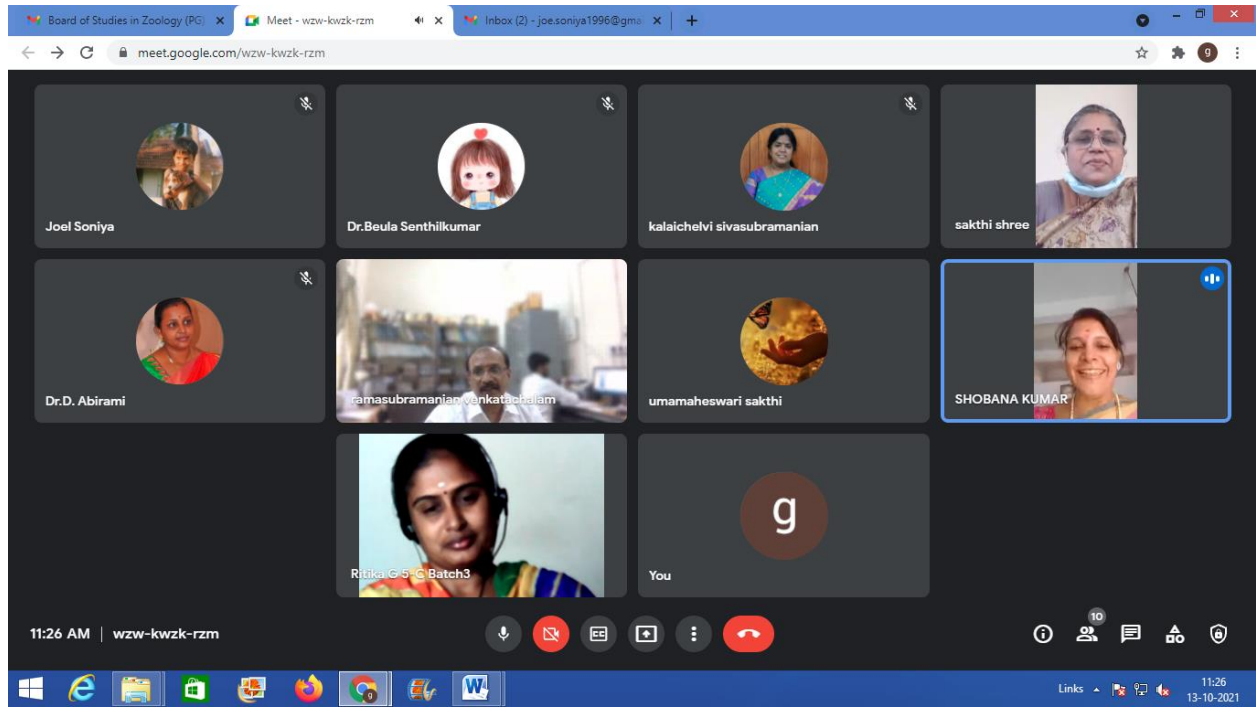 Board of Studies in Zoology (PG)
Meet - wzw-kwzk-rzm
Inbox (2) - joe.soniya1996@gma
meet.google.com/wzw-kwzk-rzm
g
Joel Soniya
Dr.Beula Senthilkumar
kalaichelvi sivasubramanian
sakthi shree
Dr.D. Abirami
ramasubramanian venkatachalam
umamaheswari sakthi
SHOBANA KUMAR
Ritika G 5-C Batch3
g
You
11:26 AM | wzw-kwzk-rzm
CC
10
Links
11:26
13-10-2021